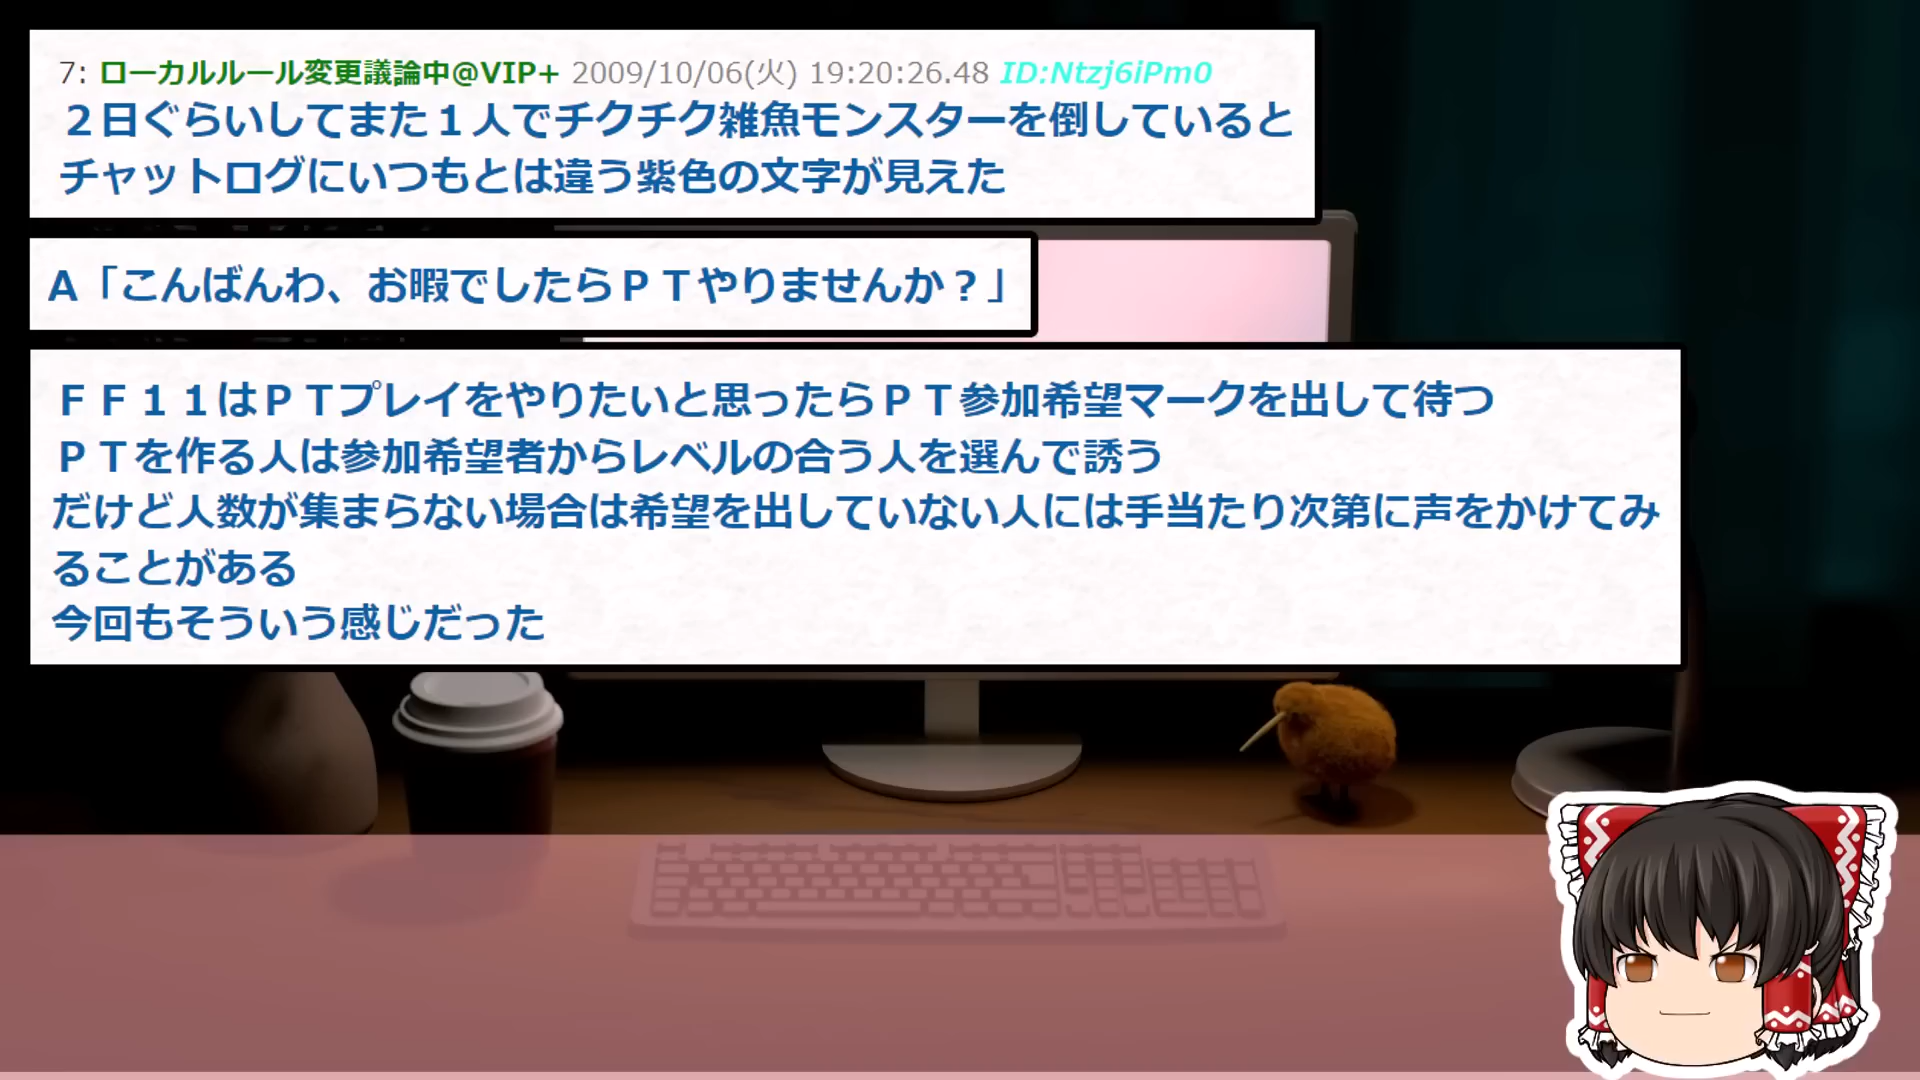 7: ローカルルール変更議論中@VIP+ 2009/10/06(火) 19:20:26.48 ID:Ntzj6iPm0
２日ぐらいしてまた１人でチクチク雑魚モンスターを倒していると
チャットログにいつもとは違う紫色の文字が見えた
A「こんばんわ、お暇でしたらＰＴやりませんか？」
ＦＦ１１はＰＴプレイをやりたいと思ったらＰＴ参加希望マークを出して待つ
ＰＴを作る人は参加希望者からレベルの合う人を選んで誘う
だけど人数が集まらない場合は希望を出していない人には手当たり次第に声をかけてみ
ることがある
今回もそういう感じだった